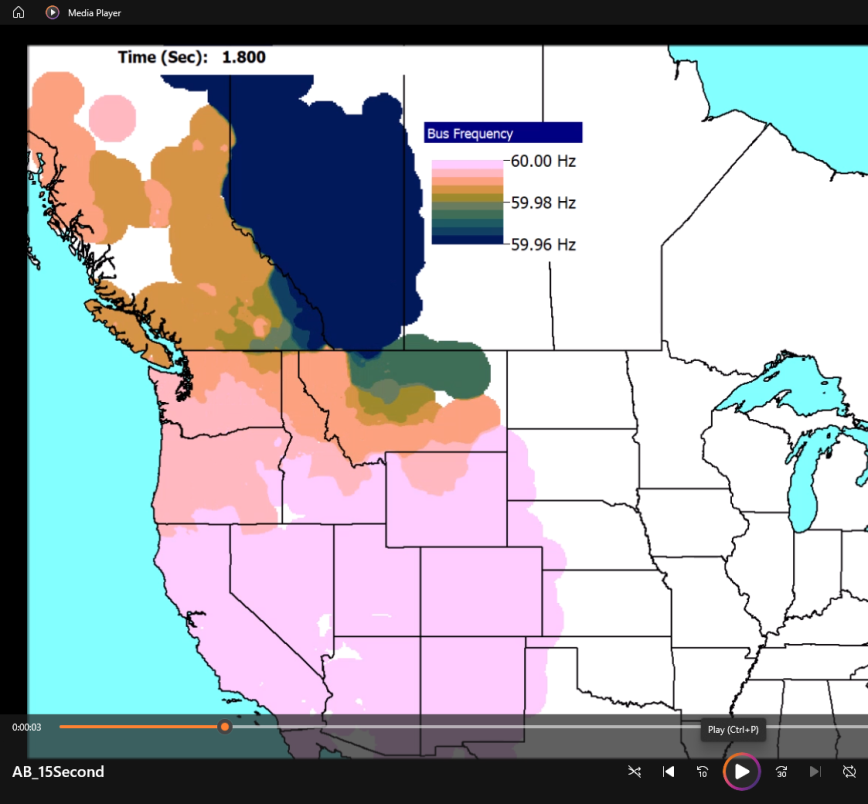 Media Player
Time (Sec): 1.800
Bus Frequency
60.00 Hz
59.98 Hz
59.96 Hz
0:00:03
Play (Ctrl+P)
AB_15Second
10
30